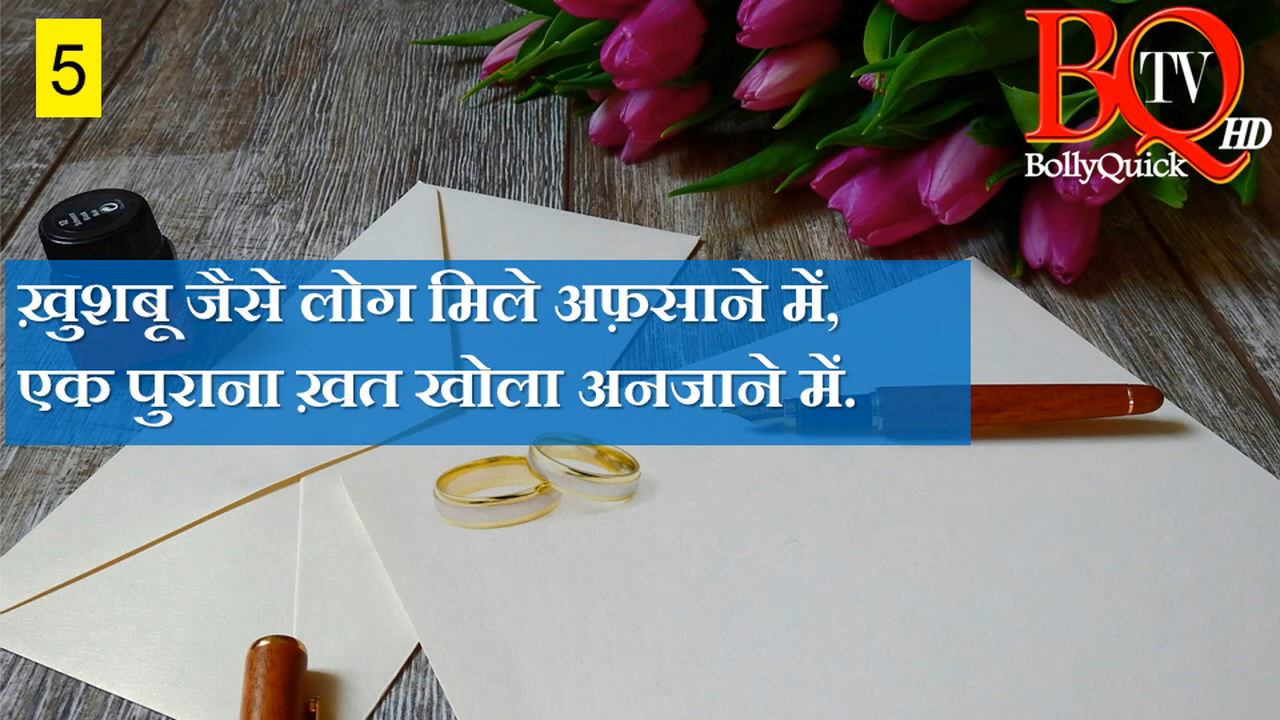 5
BQ TV HD
BollyQuick
ख़ुशबू जैसे लोग मिले अफ़साने में,
एक पुराना ख़त खोला अनजाने में.